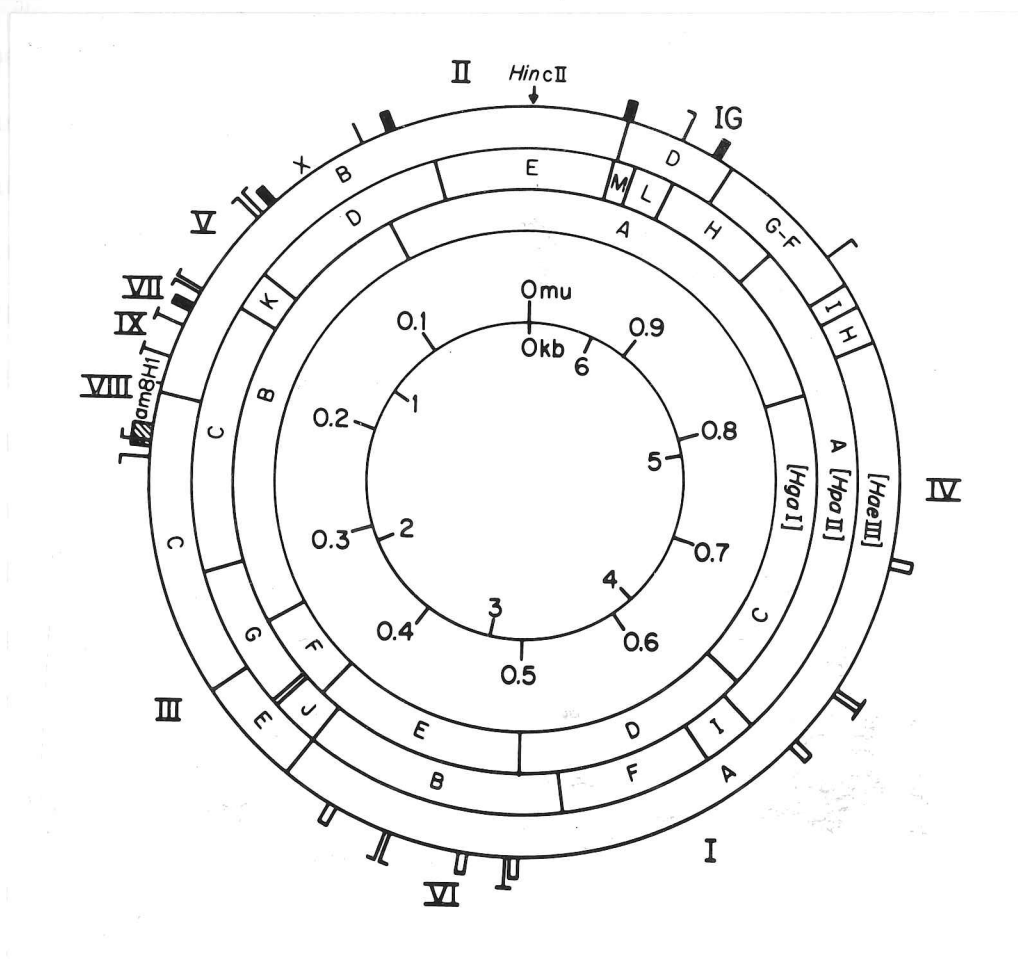 II
HincII
IG
X
B
D
G-F
I
H
V
VII
IX
VIII
am8H1
C
E
III
A
IV
[HaeIII]
I
VI
D
E
M
L
H
A
[HpaII]
I
F
B
J
G
C
K
A
[HgaI]
C
D
E
F
B
0mu
0kb
0.9
0.8
0.7
0.6
0.5
0.4
0.3
0.2
0.1
6
5
4
3
2
1